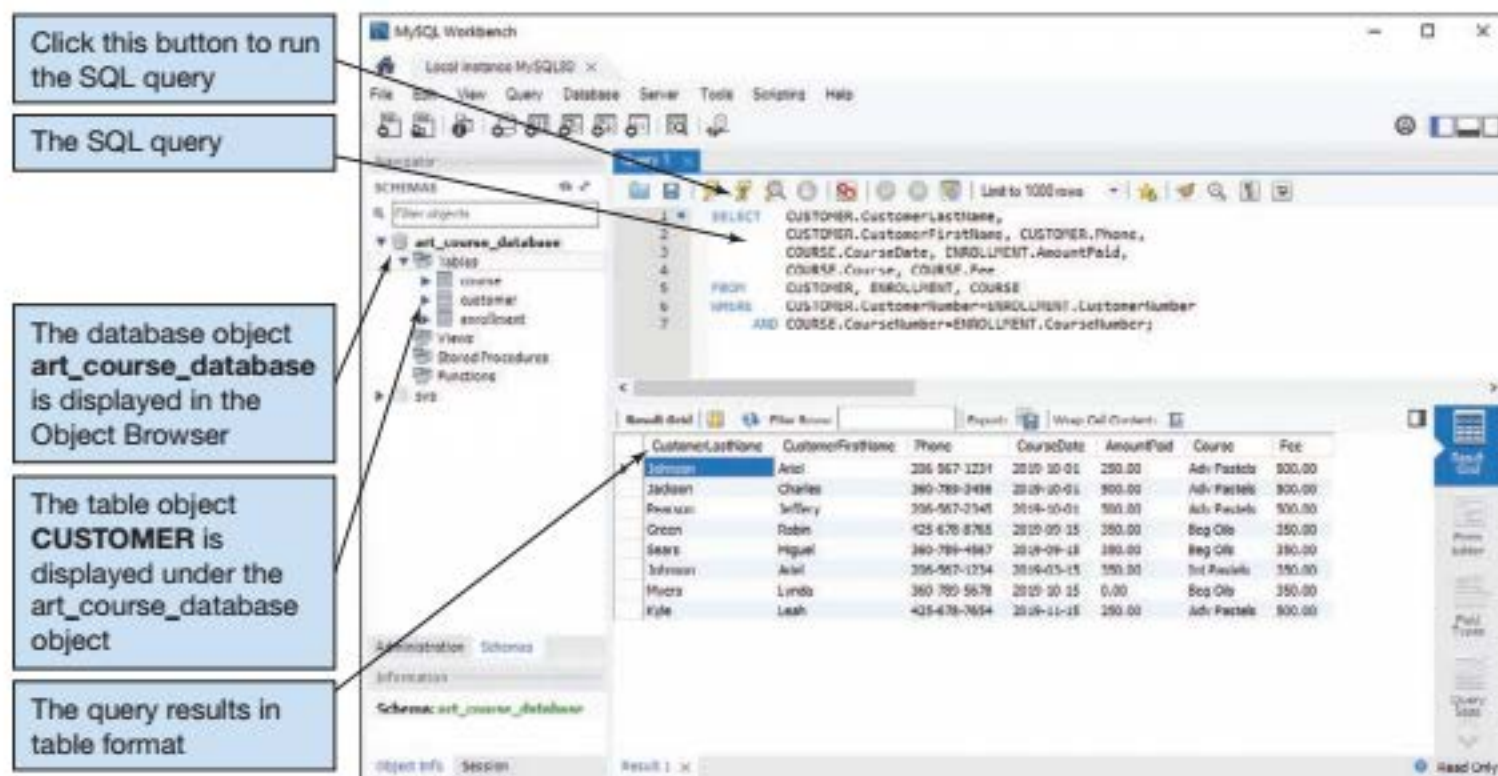 Click this button to run
the SQL query
The SQL query
The database object
art_course_database
is displayed in the
Object Browser
The table object
CUSTOMER is
displayed under the
art_course_database
object
The query results in
table format
MySQL Workbench
Local instance MySQL80
File Edit View Query Database Server Tools Scripting Help
Navigator
SCHEMAS
Filter objects
art_course_database
Tables
course
customer
enrollment
Views
Stored Procedures
Functions
sys
Administration Schemas
Information
Schema: art_course_database
Object Info Session
Query 1
Limit to 1000 rows
1 SELECT CUSTOMER.CustomerLastName,
2 CUSTOMER.CustomerFirstName, CUSTOMER.Phone,
3 COURSE.CourseDate, ENROLLMENT.AmountPaid,
4 COURSE.Course, COURSE.Fee
5 FROM CUSTOMER, ENROLLMENT, COURSE
6 WHERE CUSTOMER.CustomerNumber=ENROLLMENT.CustomerNumber
7 AND COURSE.CourseNumber=ENROLLMENT.CourseNumber;
Result Grid Filter Rows: Export: Wrap Cell Content:
CustomerLastName CustomerFirstName Phone CourseDate AmountPaid Course Fee
Johnson Ariel 206-567-1234 2019-10-01 250.00 Adv Pastels 500.00
Jackson Charles 360-789-3456 2019-10-01 500.00 Adv Pastels 500.00
Pearson Jeffery 206-567-2345 2019-10-01 500.00 Adv Pastels 500.00
Green Robin 425-678-8765 2019-09-15 350.00 Beg Oils 350.00
Sears Miguel 360-789-4567 2019-09-15 350.00 Beg Oils 350.00
Johnson Ariel 206-567-1234 2019-03-15 350.00 Int Pastels 350.00
Myers Lynda 360-789-5678 2019-10-15 0.00 Beg Oils 350.00
Kyle Leah 425-678-7654 2019-11-15 250.00 Adv Pastels 500.00
Result
Grid
Form
Editor
Field
Types
Query
Stats
Result 1
Read Only